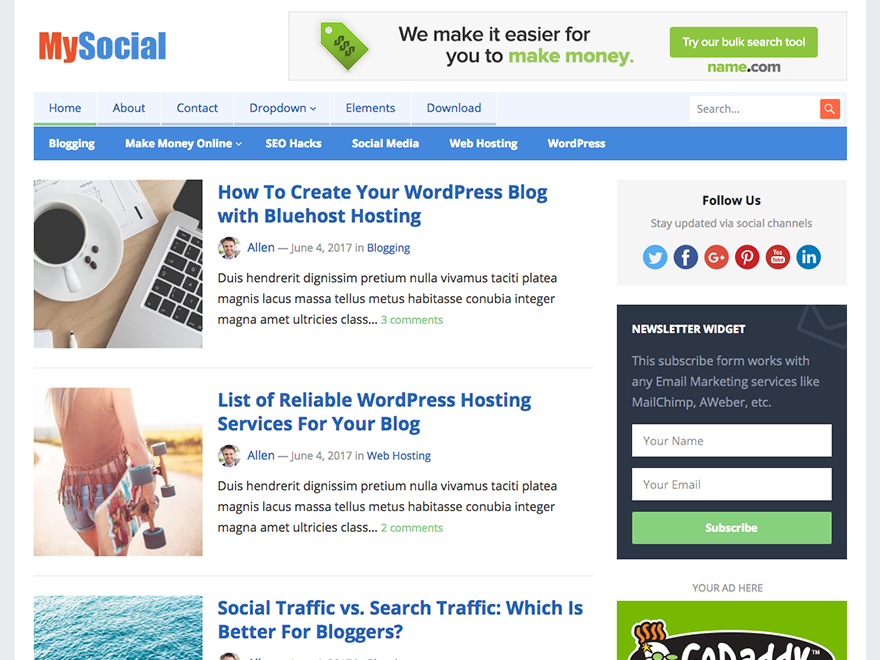 MySocial
We make it easier for
you to make money.
Try our bulk search tool
name.com
Home About Contact Dropdown Elements Download
Search...
Blogging Make Money Online SEO Hacks Social Media Web Hosting WordPress
How To Create Your WordPress Blog
with Bluehost Hosting
Allen — June 4, 2017 in Blogging
Duis hendrerit dignissim pretium nulla vivamus taciti platea
magnis lacus massa tellus metus habitasse conubia integer
magna amet ultricies class... 3 comments
List of Reliable WordPress Hosting
Services For Your Blog
Allen — June 4, 2017 in Web Hosting
Duis hendrerit dignissim pretium nulla vivamus taciti platea
magnis lacus massa tellus metus habitasse conubia integer
magna amet ultricies class... 2 comments
Social Traffic vs. Search Traffic: Which Is
Better For Bloggers?
Follow Us
Stay updated via social channels
f G+ You Tube in
NEWSLETTER WIDGET
This subscribe form works with
any Email Marketing services like
MailChimp, AWeber, etc.
Your Name
Your Email
Subscribe
YOUR AD HERE
GoDaddy™